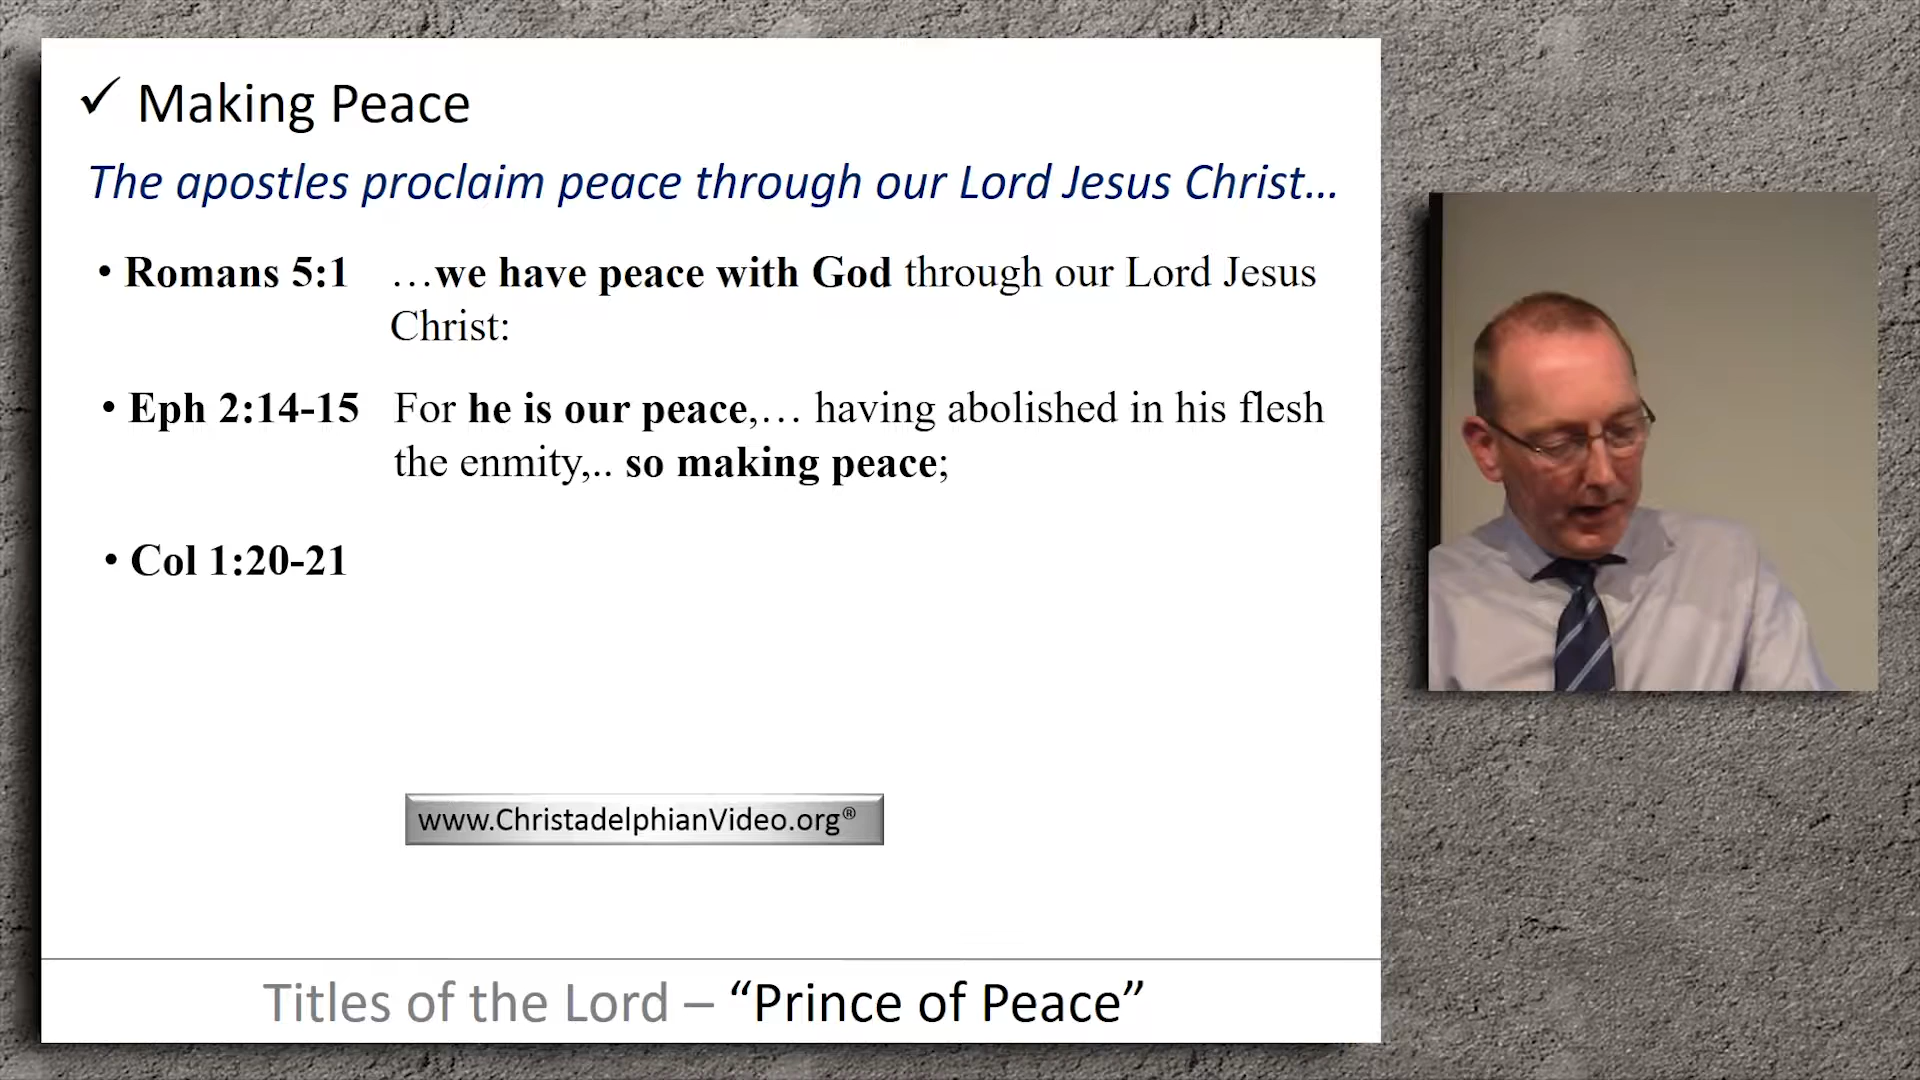 ✓ Making Peace
The apostles proclaim peace through our Lord Jesus Christ…
• Romans 5:1 …we have peace with God through our Lord Jesus
Christ:
• Eph 2:14-15 For he is our peace,… having abolished in his flesh
the enmity,.. so making peace;
• Col 1:20-21
www.ChristadelphianVideo.org®
Titles of the Lord – “Prince of Peace”